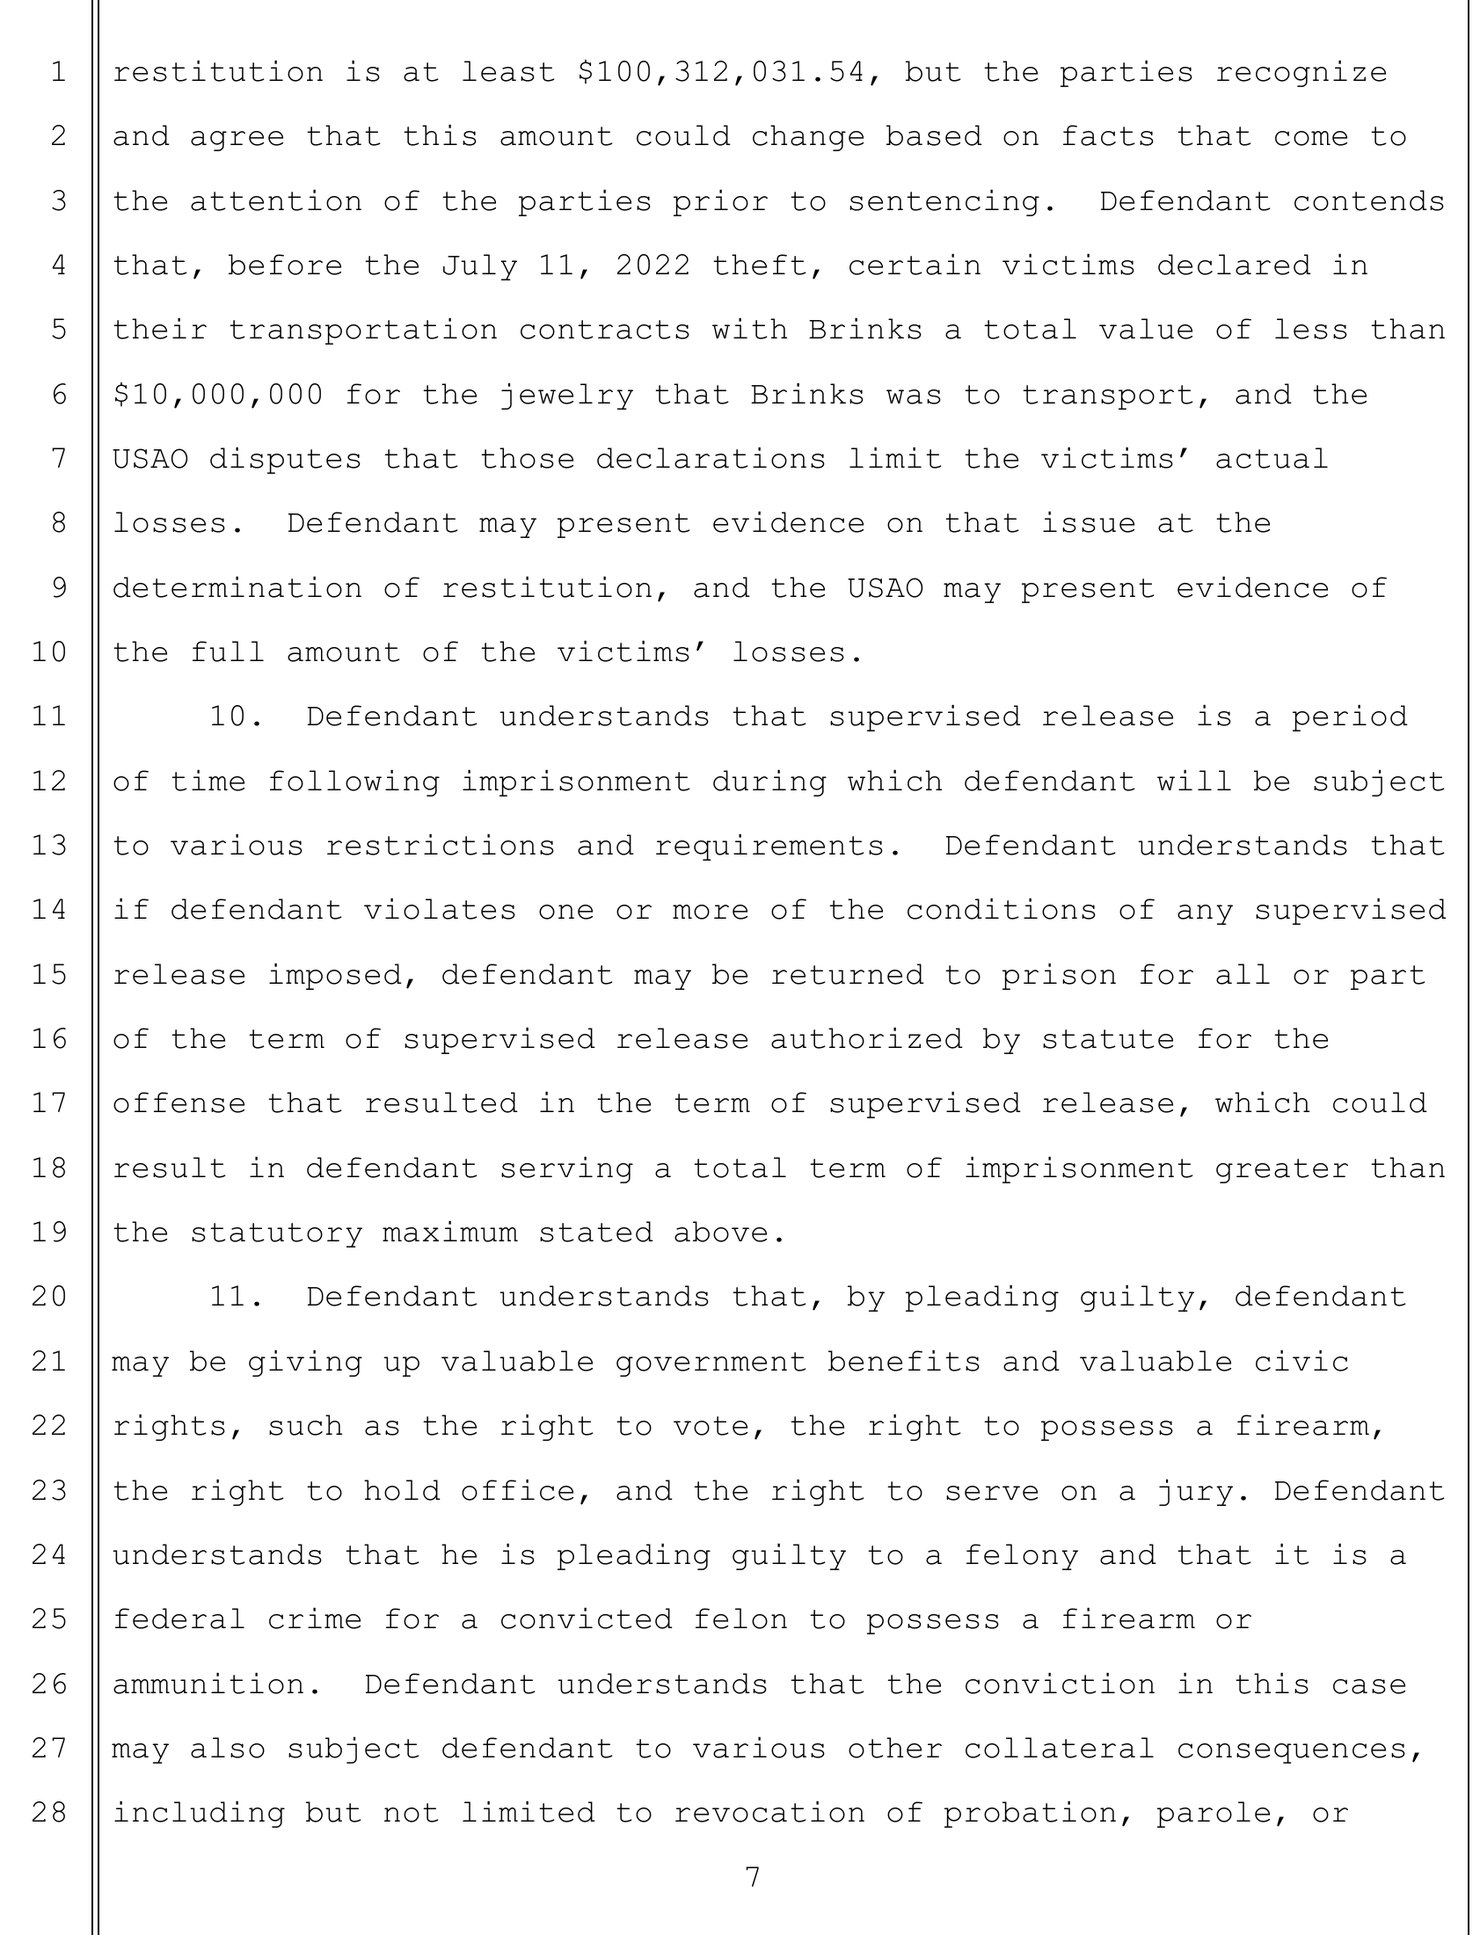 1 restitution is at least $100,312,031.54, but the parties recognize
2 and agree that this amount could change based on facts that come to
3 the attention of the parties prior to sentencing.  Defendant contends
4 that, before the July 11, 2022 theft, certain victims declared in
5 their transportation contracts with Brinks a total value of less than
6 $10,000,000 for the jewelry that Brinks was to transport, and the
7 USAO disputes that those declarations limit the victims’ actual
8 losses.  Defendant may present evidence on that issue at the
9 determination of restitution, and the USAO may present evidence of
10 the full amount of the victims’ losses.
11 10.  Defendant understands that supervised release is a period
12 of time following imprisonment during which defendant will be subject
13 to various restrictions and requirements.  Defendant understands that
14 if defendant violates one or more of the conditions of any supervised
15 release imposed, defendant may be returned to prison for all or part
16 of the term of supervised release authorized by statute for the
17 offense that resulted in the term of supervised release, which could
18 result in defendant serving a total term of imprisonment greater than
19 the statutory maximum stated above.
20 11.  Defendant understands that, by pleading guilty, defendant
21 may be giving up valuable government benefits and valuable civic
22 rights, such as the right to vote, the right to possess a firearm,
23 the right to hold office, and the right to serve on a jury. Defendant
24 understands that he is pleading guilty to a felony and that it is a
25 federal crime for a convicted felon to possess a firearm or
26 ammunition.  Defendant understands that the conviction in this case
27 may also subject defendant to various other collateral consequences,
28 including but not limited to revocation of probation, parole, or
7